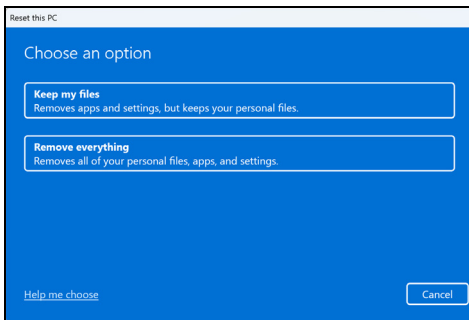 Reset this PC
Choose an option
Keep my files
Removes apps and settings, but keeps your personal files.
Remove everything
Removes all of your personal files, apps, and settings.
Help me choose
Cancel